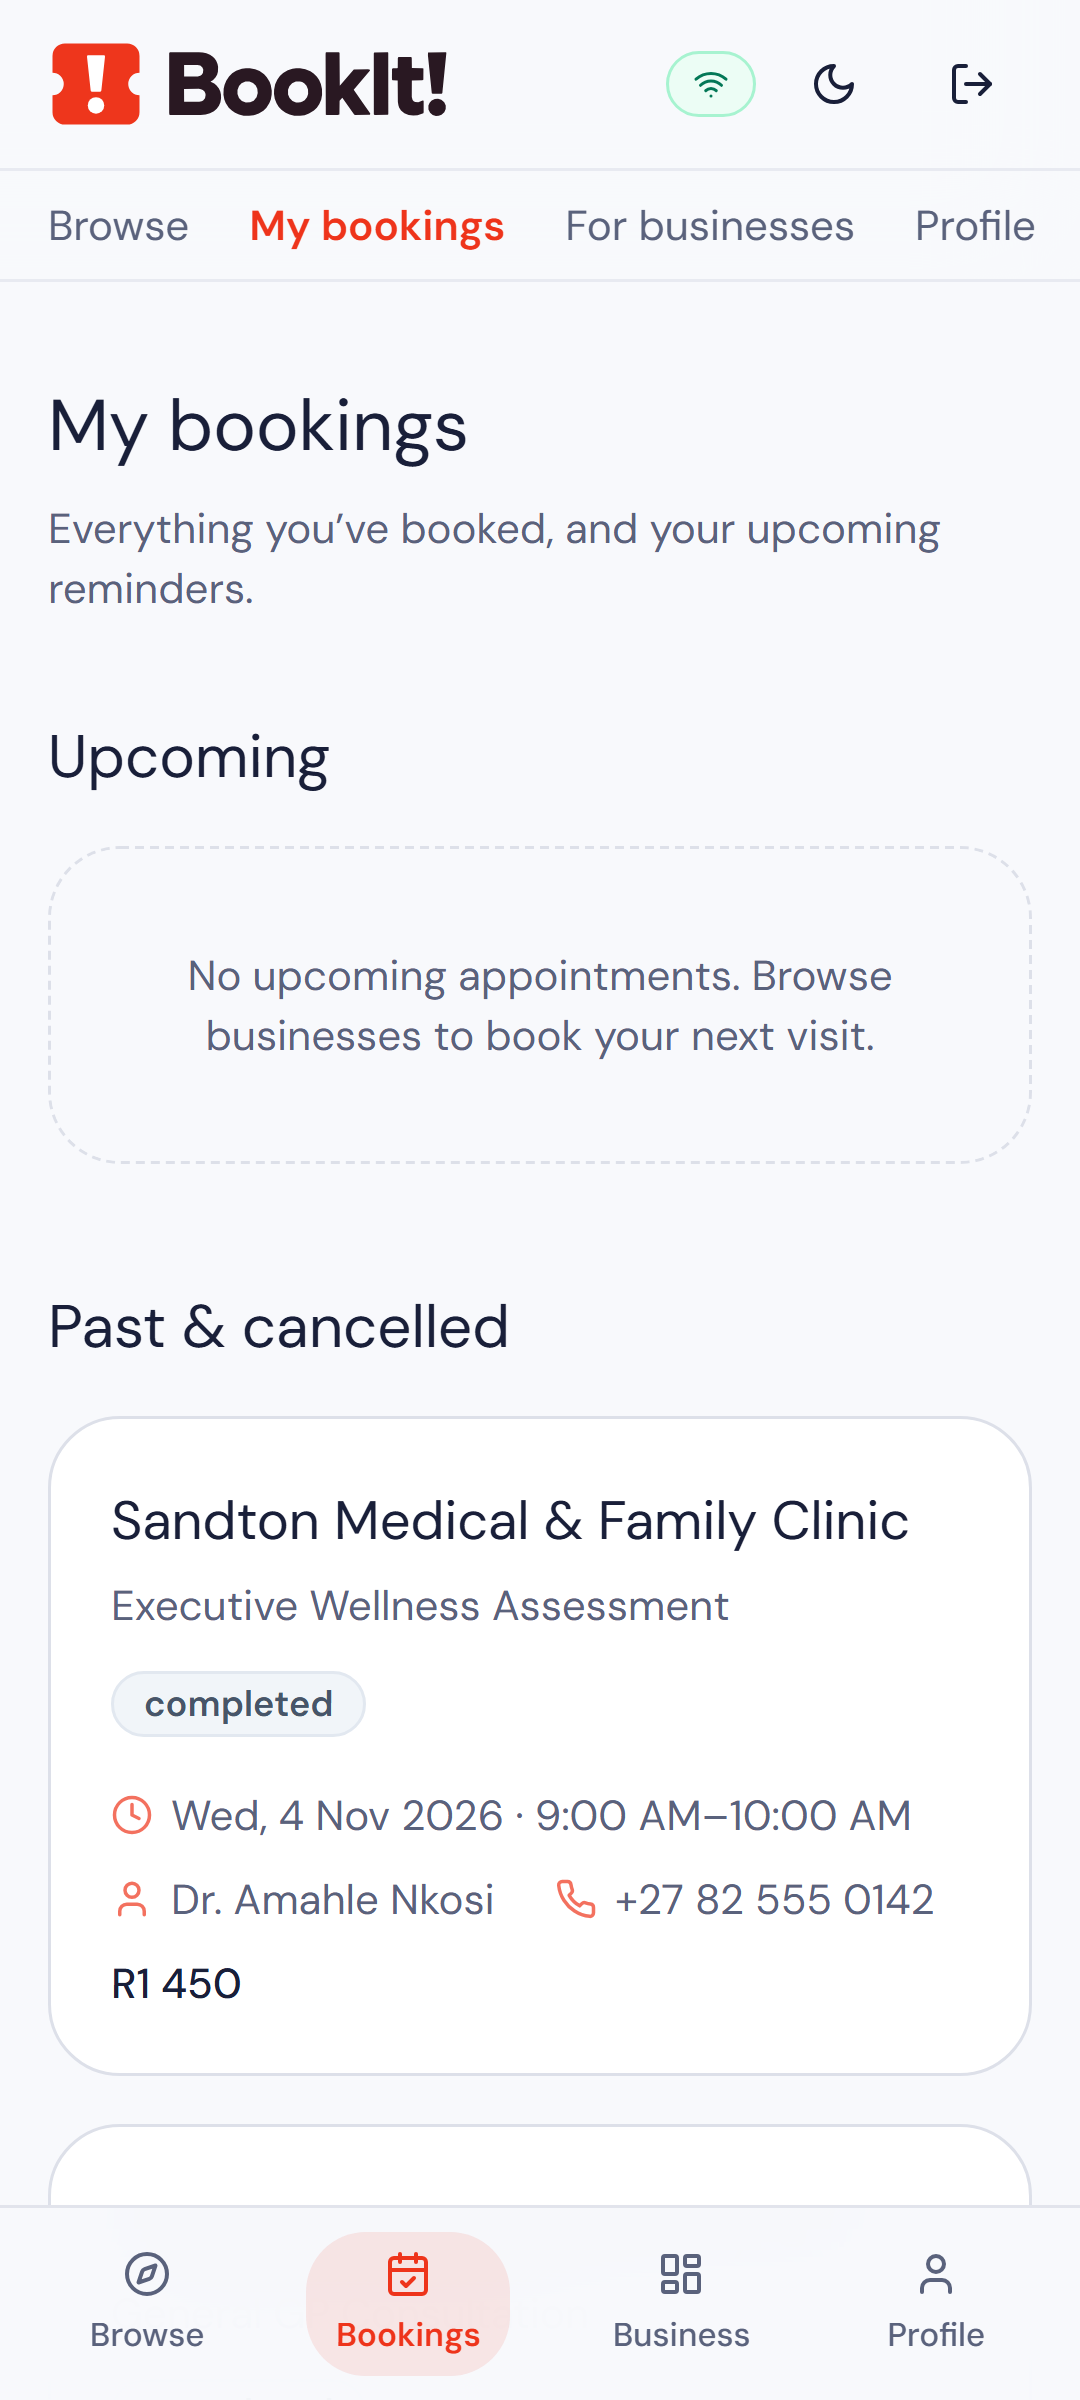 BookIt!
Browse My bookings For businesses Profile
My bookings
Everything you’ve booked, and your upcoming
reminders.
Upcoming
No upcoming appointments. Browse
businesses to book your next visit.
Past & cancelled
Sandton Medical & Family Clinic
Executive Wellness Assessment
completed
Wed, 4 Nov 2026 · 9:00 AM–10:00 AM
Dr. Amahle Nkosi +27 82 555 0142
R1 450
Browse Bookings Business Profile